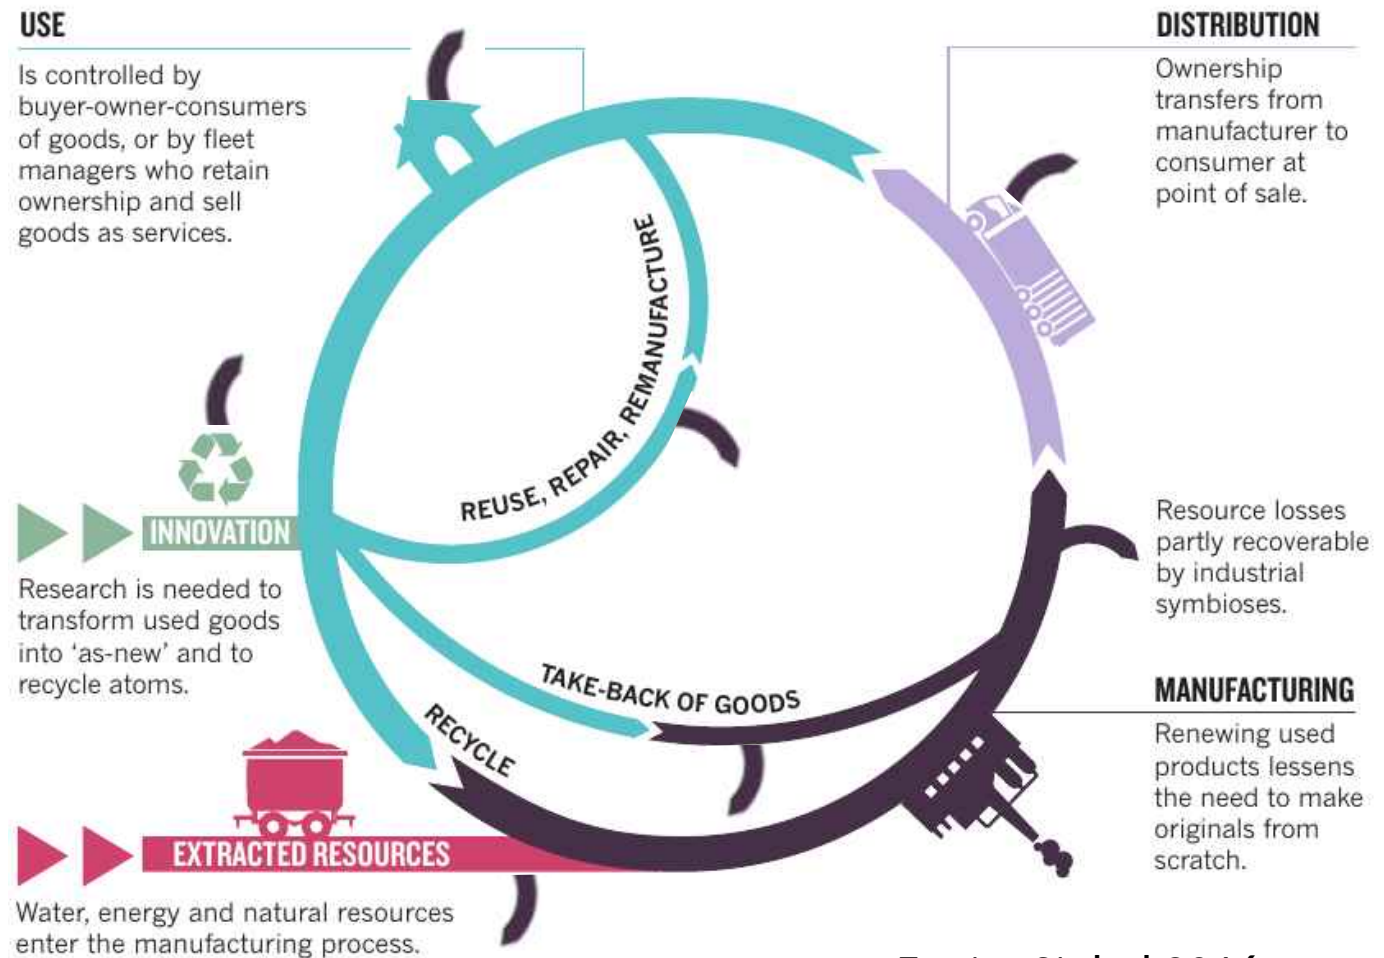 USE
Is controlled by
buyer-owner-consumers
of goods, or by fleet
managers who retain
ownership and sell
goods as services.
DISTRIBUTION
Ownership
transfers from
manufacturer to
consumer at
point of sale.
REUSE, REPAIR, REMANUFACTURE
INNOVATION
Research is needed to
transform used goods
into ‘as-new’ and to
recycle atoms.
Resource losses
partly recoverable
by industrial
symbioses.
TAKE-BACK OF GOODS
RECYCLE
MANUFACTURING
Renewing used
products lessens
the need to make
originals from
scratch.
EXTRACTED RESOURCES
Water, energy and natural resources
enter the manufacturing process.